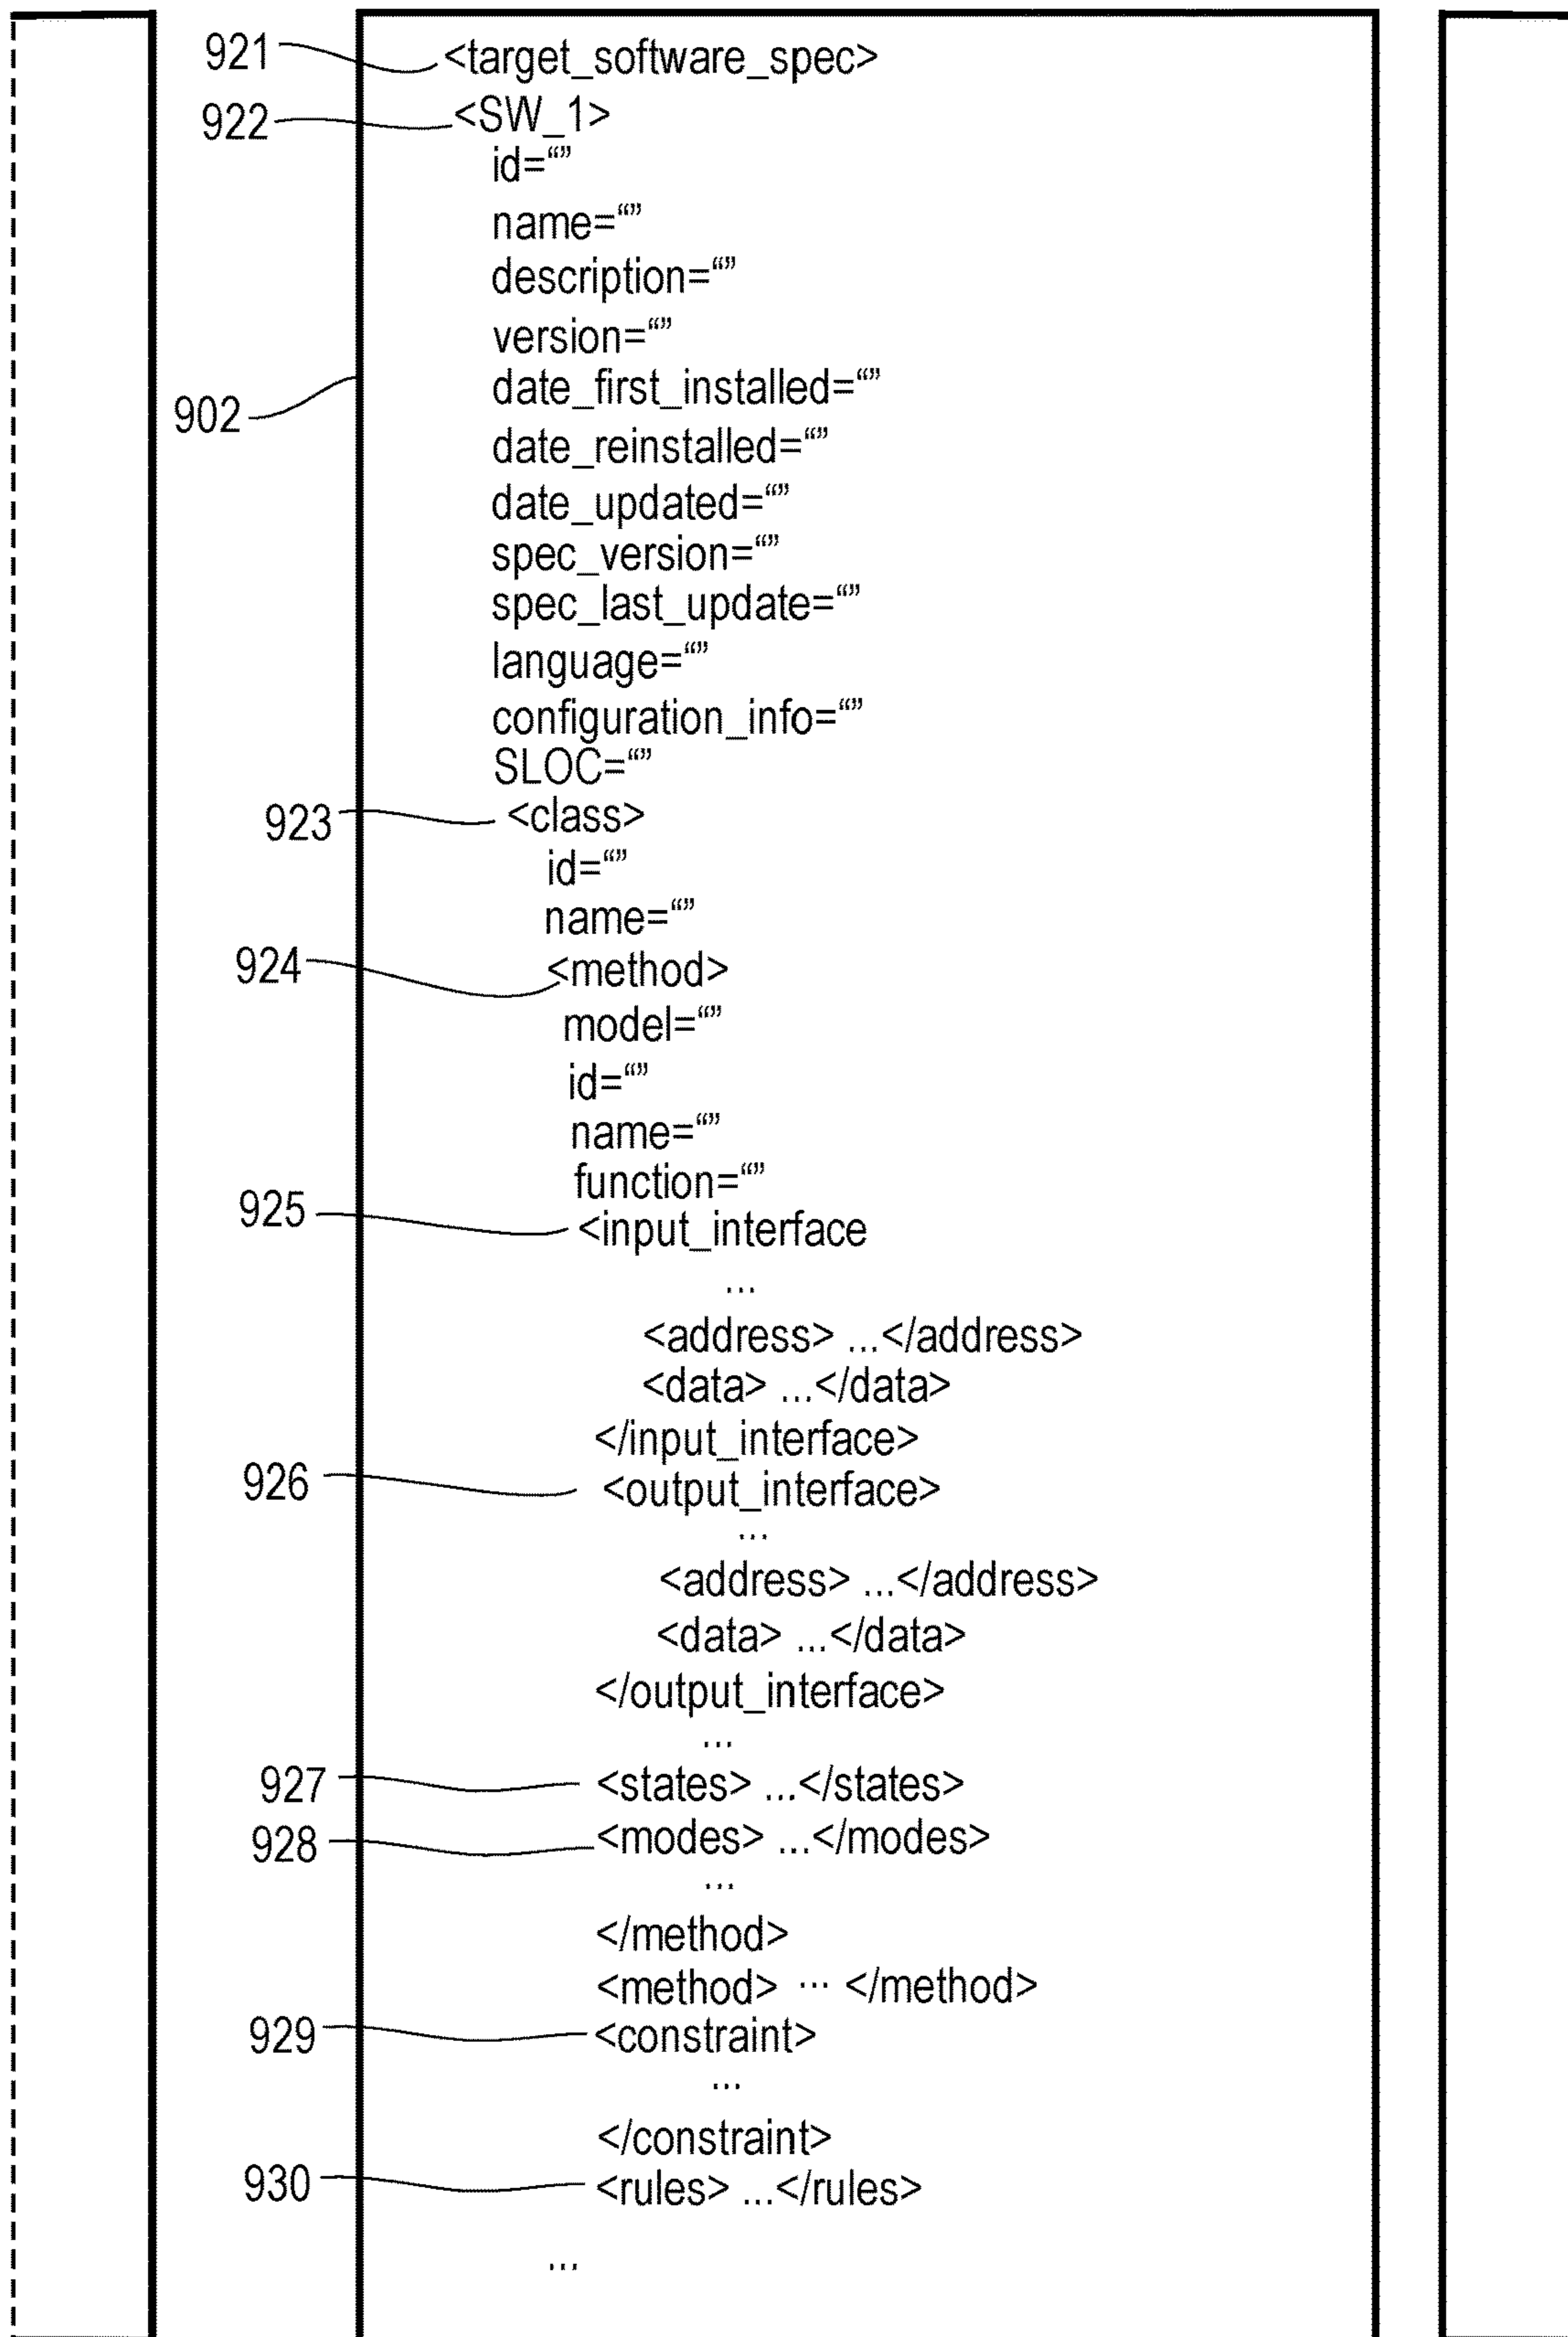 921 <target_software_spec>
922 <SW_1>
id=“”
name=“”
description=“”
version=“”
date_first_installed=“”
902
date_reinstalled=“”
date_updated=“”
spec_version=“”
spec_last_update=“”
language=“”
configuration_info=“”
SLOC=“”
923 <class>
id=“”
name=“”
924 <method>
model=“”
id=“”
name=“”
function=“”
925 <input_interface
...
<address> ...</address>
<data> ...</data>
</input_interface>
926 <output_interface>
...
<address> ...</address>
<data> ...</data>
</output_interface>
...
927 <states> ...</states>
928 <modes> ...</modes>
...
</method>
<method> ... </method>
929 <constraint>
...
</constraint>
930 <rules> ...</rules>
...